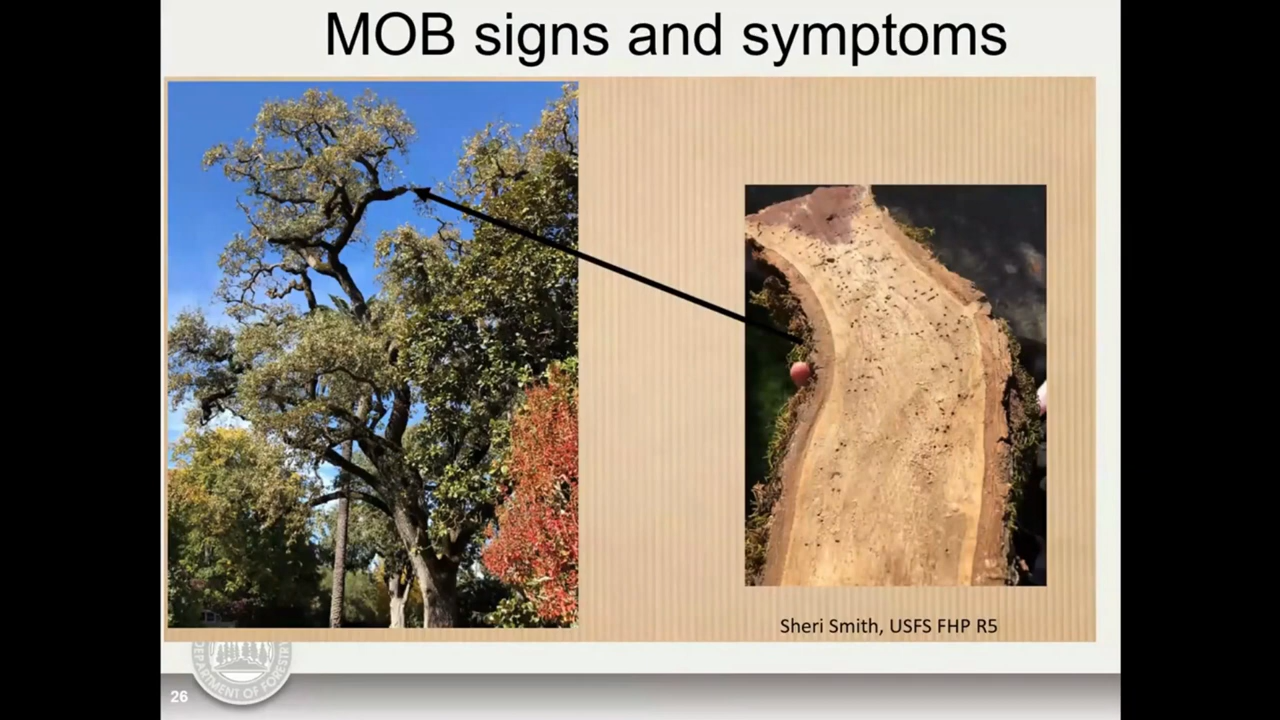 MOB signs and symptoms
Sheri Smith, USFS FHP R5
DEPARTMENT OF FORESTRY
26